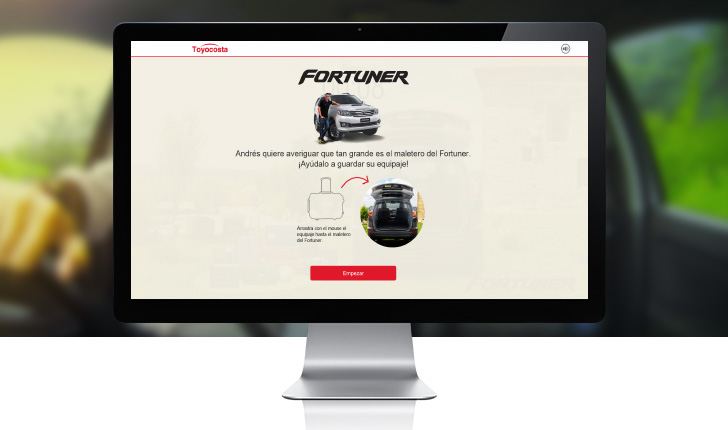 Toyocosta
FORTUNER
Andrés quiere averiguar que tan grande es el maletero del Fortuner.
¡Ayúdalo a guardar su equipaje!
Arrastra con el mouse el
equipaje hasta el maletero
del Fortuner.
Empezar
FORTUNER